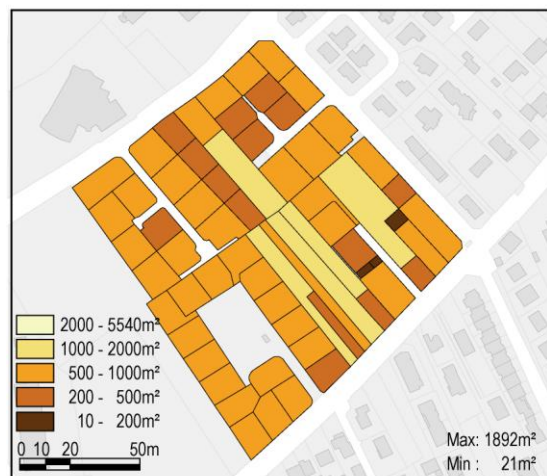 2000 - 5540m²
1000 - 2000m²
500 - 1000m²
200 - 500m²
10 - 200m²
0 10 20 50m
Max: 1892m²
Min : 21m²